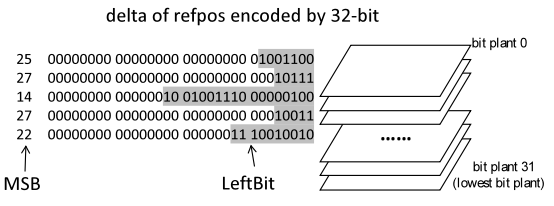 delta of refpos encoded by 32-bit
25 00000000 00000000 00000000 01001100
27 00000000 00000000 00000000 00010111
14 00000000 00000010 01001110 00000100
27 00000000 00000000 00000000 00010011
22 00000000 00000000 00000011 10010010
MSB
LeftBit
bit plant 0
......
bit plant 31
(lowest bit plant)